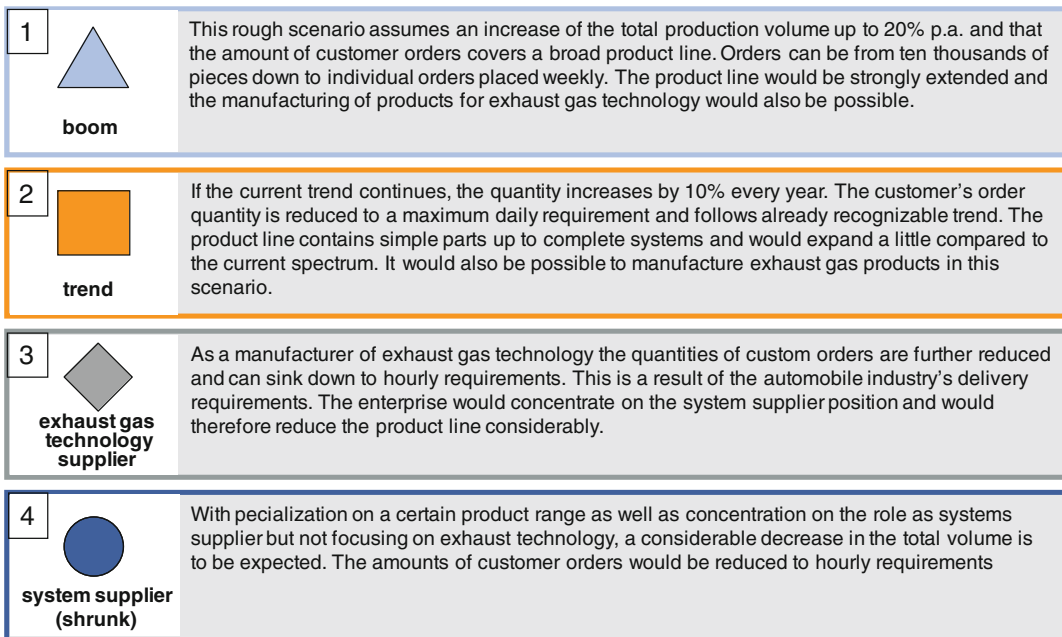 1
boom
This rough scenario assumes an increase of the total production volume up to 20% p.a. and that
the amount of customer orders covers a broad product line. Orders can be from ten thousands of
pieces down to individual orders placed weekly. The product line would be strongly extended and
the manufacturing of products for exhaust gas technology would also be possible.
2
trend
If the current trend continues, the quantity increases by 10% every year. The customer's order
quantity is reduced to a maximum daily requirement and follows already recognizable trend. The
product line contains simple parts up to complete systems and would expand a little compared to
the current spectrum. It would also be possible to manufacture exhaust gas products in this
scenario.
3
exhaust gas
technology
supplier
As a manufacturer of exhaust gas technology the quantities of custom orders are further reduced
and can sink down to hourly requirements. This is a result of the automobile industry's delivery
requirements. The enterprise would concentrate on the system supplier position and would
therefore reduce the product line considerably.
4
system supplier
(shrunk)
With pecialization on a certain product range as well as concentration on the role as systems
supplier but not focusing on exhaust technology, a considerable decrease in the total volume is
to be expected. The amounts of customer orders would be reduced to hourly requirements